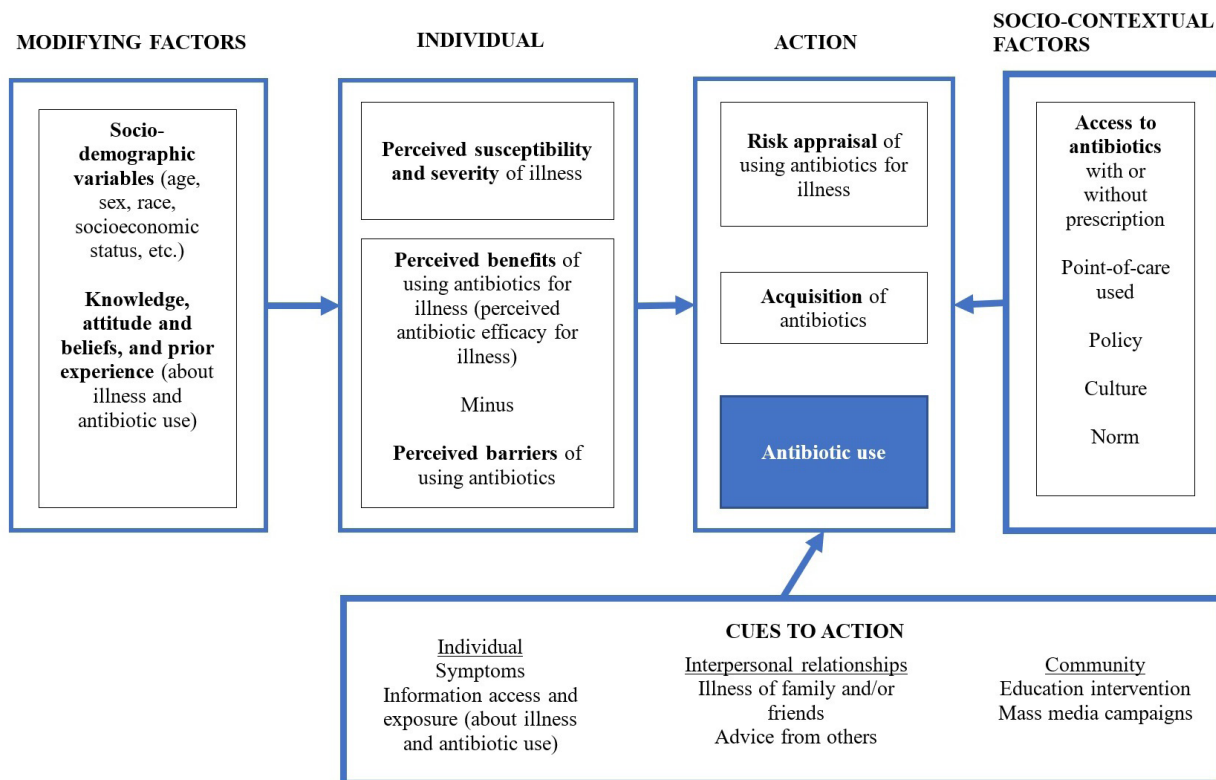 MODIFYING FACTORS
Socio-
demographic
variables (age,
sex, race,
socioeconomic
status, etc.)
Knowledge,
attitude and
beliefs, and prior
experience (about
illness and
antibiotic use)
INDIVIDUAL
Perceived susceptibility
and severity of illness
Perceived benefits of
using antibiotics for
illness (perceived
antibiotic efficacy for
illness)
Minus
Perceived barriers of
using antibiotics
ACTION
Risk appraisal of
using antibiotics for
illness
Acquisition of
antibiotics
Antibiotic use
SOCIO-CONTEXTUAL
FACTORS
Access to
antibiotics
with or
without
prescription
Point-of-care
used
Policy
Culture
Norm
CUES TO ACTION
Individual
Symptoms
Information access and
exposure (about illness
and antibiotic use)
Interpersonal relationships
Illness of family and/or
friends
Advice from others
Community
Education intervention
Mass media campaigns